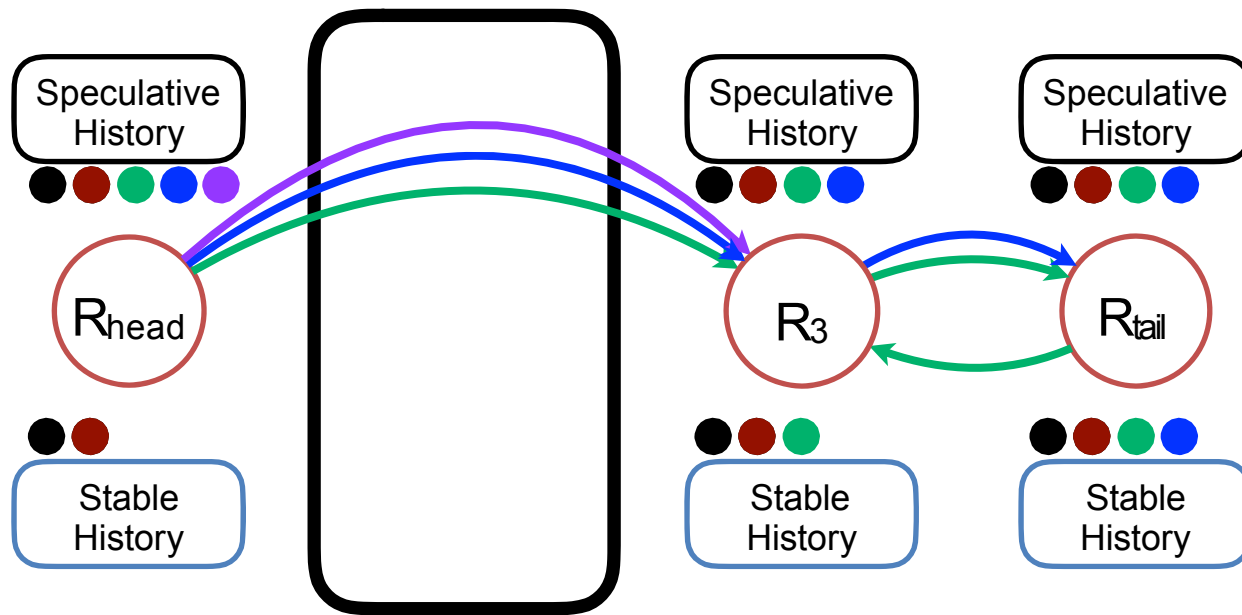 Speculative
History
Speculative
History
Speculative
History
Rhead
R3
Rtail
Stable
History
Stable
History
Stable
History